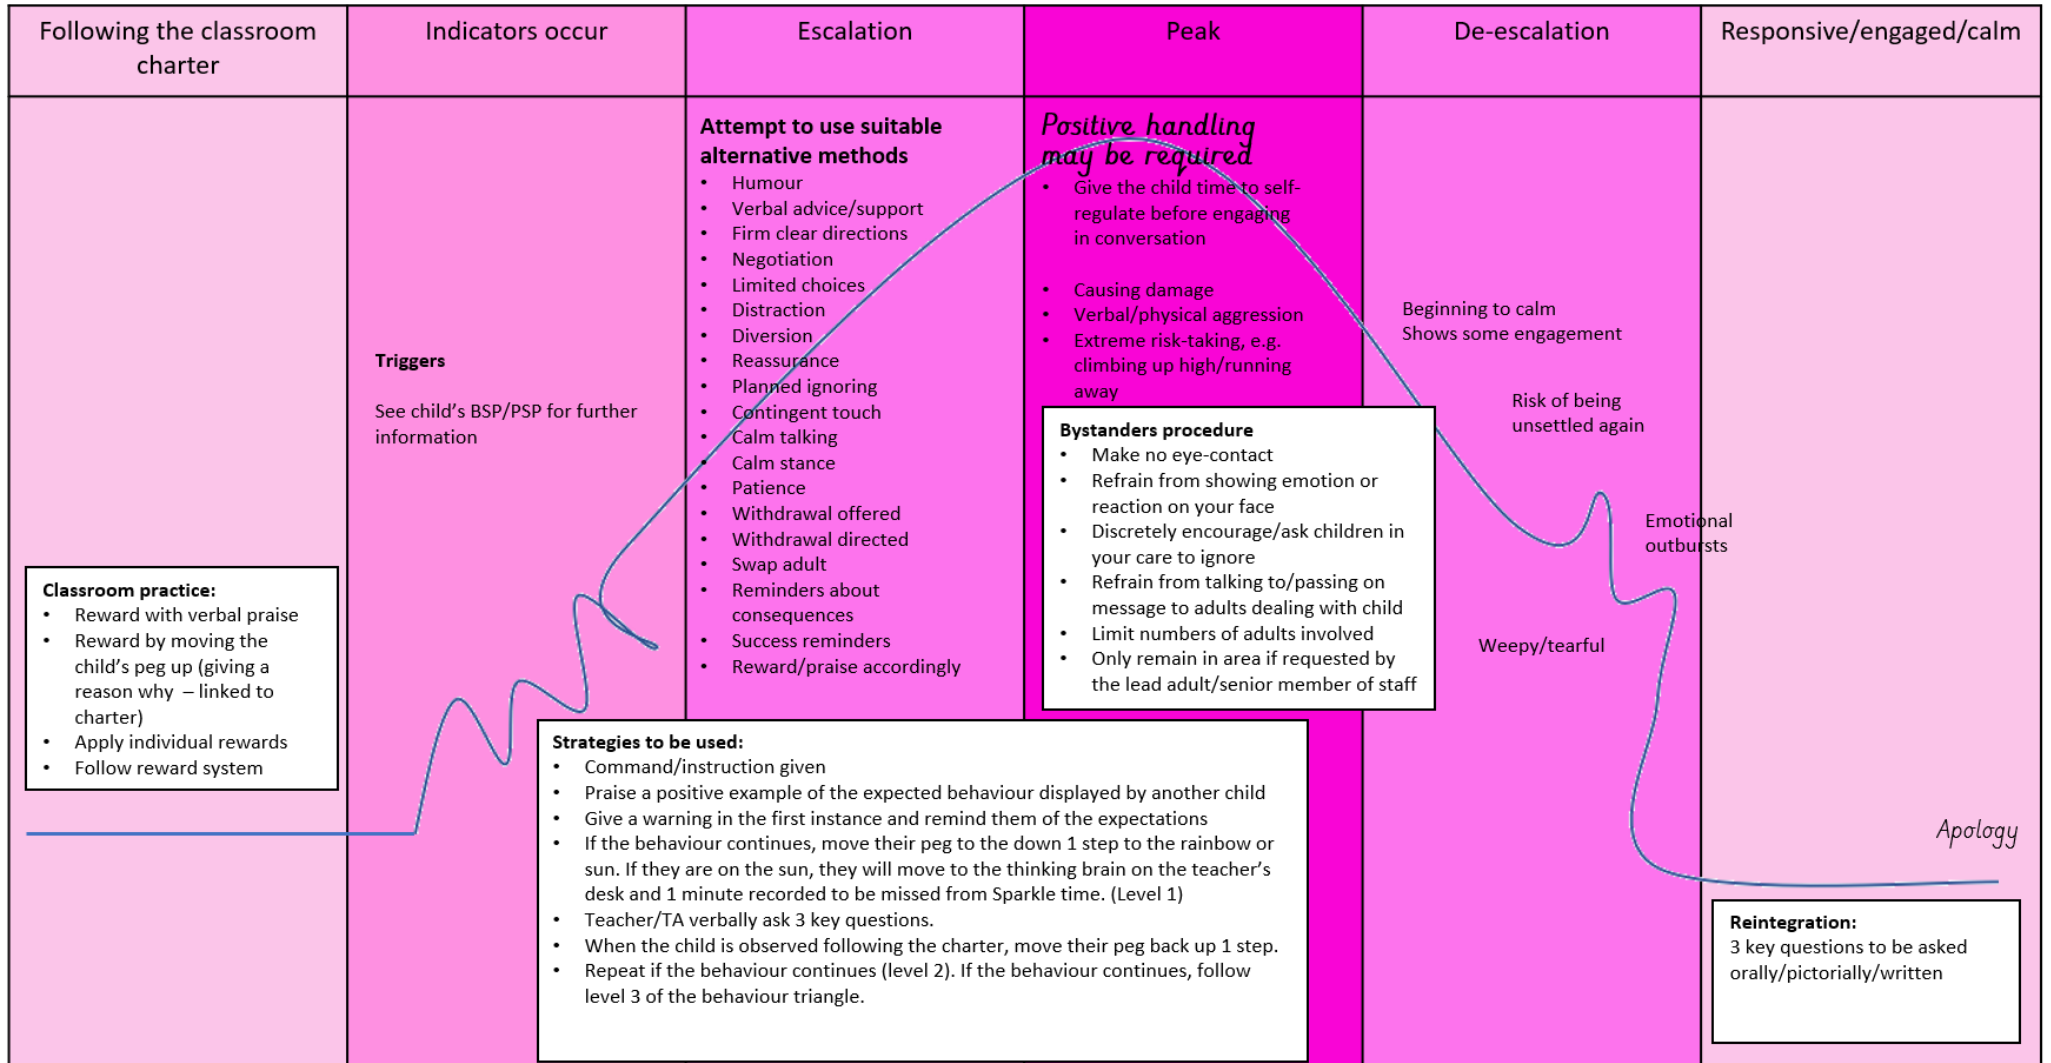 Following the classroom
charter
Indicators occur
Escalation
Peak
De-escalation
Responsive/engaged/calm
Classroom practice:
• Reward with verbal praise
• Reward by moving the
child’s peg up (giving a
reason why – linked to
charter)
• Apply individual rewards
• Follow reward system
Triggers
See child’s BSP/PSP for further
information
Attempt to use suitable
alternative methods
• Humour
• Verbal advice/support
• Firm clear directions
• Negotiation
• Limited choices
• Distraction
• Diversion
• Reassurance
• Planned ignoring
• Contingent touch
• Calm talking
• Calm stance
• Patience
• Withdrawal offered
• Withdrawal directed
• Swap adult
• Reminders about
consequences
• Success reminders
• Reward/praise accordingly
Strategies to be used:
• Command/instruction given
• Praise a positive example of the expected behaviour displayed by another child
• Give a warning in the first instance and remind them of the expectations
• If the behaviour continues, move their peg to the down 1 step to the rainbow or
sun. If they are on the sun, they will move to the thinking brain on the teacher’s
desk and 1 minute recorded to be missed from Sparkle time. (Level 1)
• Teacher/TA verbally ask 3 key questions.
• When the child is observed following the charter, move their peg back up 1 step.
• Repeat if the behaviour continues (level 2). If the behaviour continues, follow
level 3 of the behaviour triangle.
Positive handling
may be required
• Give the child time to self-
regulate before engaging
in conversation
• Causing damage
• Verbal/physical aggression
• Extreme risk-taking, e.g.
climbing up high/running
away
Bystanders procedure
• Make no eye-contact
• Refrain from showing emotion or
reaction on your face
• Discretely encourage/ask children in
your care to ignore
• Refrain from talking to/passing on
message to adults dealing with child
• Limit numbers of adults involved
• Only remain in area if requested by
the lead adult/senior member of staff
Beginning to calm
Shows some engagement
Risk of being
unsettled again
Emotional
outbursts
Weepy/tearful
Apology
Reintegration:
3 key questions to be asked
orally/pictorially/written